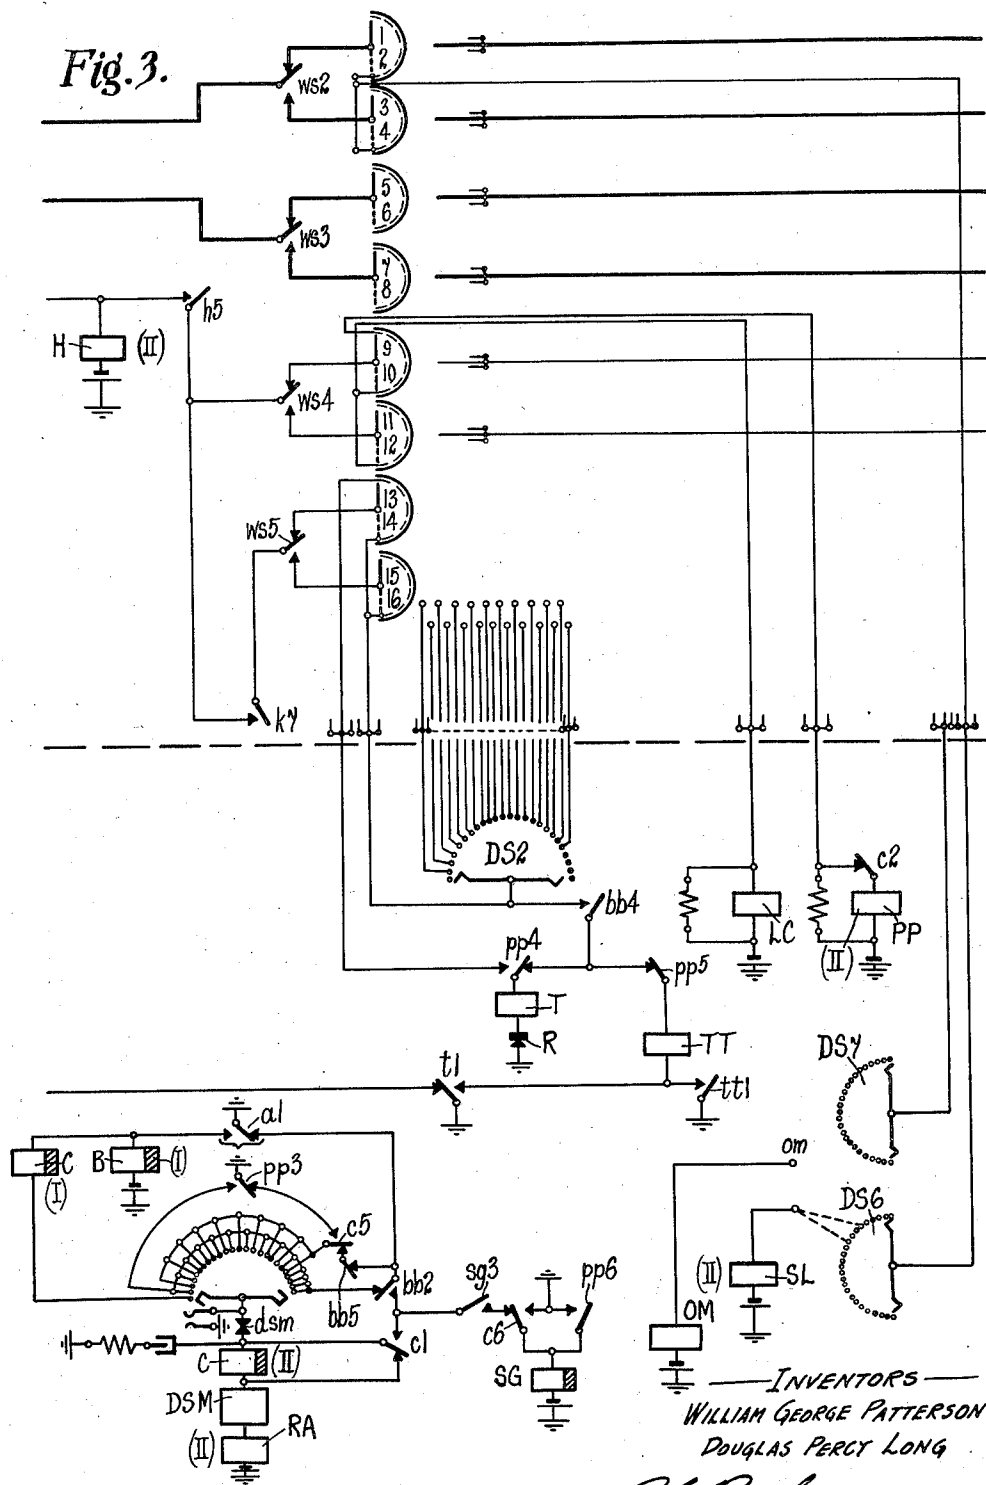 Fig.3.
1
2
ws2
3
4
5
6
ws3
7
8
h5
H
(II)
9
10
ws4
11
12
13
14
ws5
15
16
k7
DS2
bb4
c2
LC
PP
(II)
pp4
pp5
T
R
TT
t1
tt1
DS7
a1
C
(I)
B
(I)
pp3
om
DS6
c5
bb5
bb2
sg3
pp6
(II)
SL
OM
dsm
c6
c1
C
(II)
SG
DSM
RA
(II)
INVENTORS
WILLIAM GEORGE PATTERSON
DOUGLAS PERCY LONG